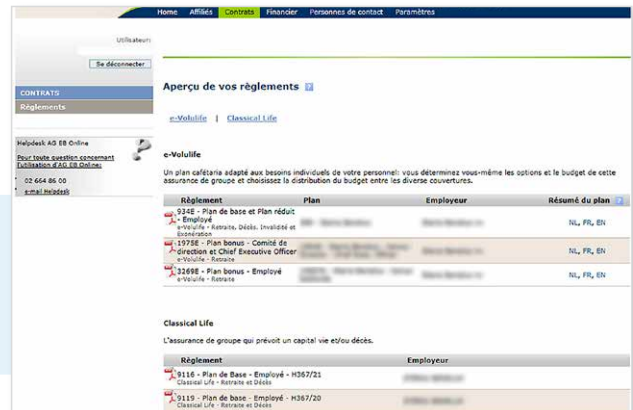 Home Affiliés Contrats Financier Personnes de contact Paramètres
Utilisateur:
Se déconnecter
CONTRATS
Règlements
Helpdesk AG EB Online
Pour toute question concernant
l'utilisation d'AG EB Online:
02 664 86 00
e-mail Helpdesk
Aperçu de vos règlements ?
e-Volulife | Classical Life
e-Volulife
Un plan cafétaria adapté aux besoins individuels de votre personnel: vous déterminez vous-même les options et le budget de cette
assurance de groupe et choisissez la distribution du budget entre les diverse couvertures.
Règlement Plan Employeur Résumé du plan ?
934E - Plan de base et Plan réduit
- Employé
e-Volulife - Retraite, Décès, Invalidité et
Exonération
NL, FR, EN
1975E - Plan bonus - Comité de
direction et Chief Executive Officer
e-Volulife - Retraite
NL, FR, EN
3269E - Plan bonus - Employé
e-Volulife - Retraite
NL, FR, EN
Classical Life
L'assurance de groupe qui prévoit un capital vie et/ou décès.
Règlement Employeur
9116 - Plan de Base - Employé - H367/21
Classical Life - Retraite et Décès
9119 - Plan de base - Employé - H367/20
Classical Life - Retraite et Décès